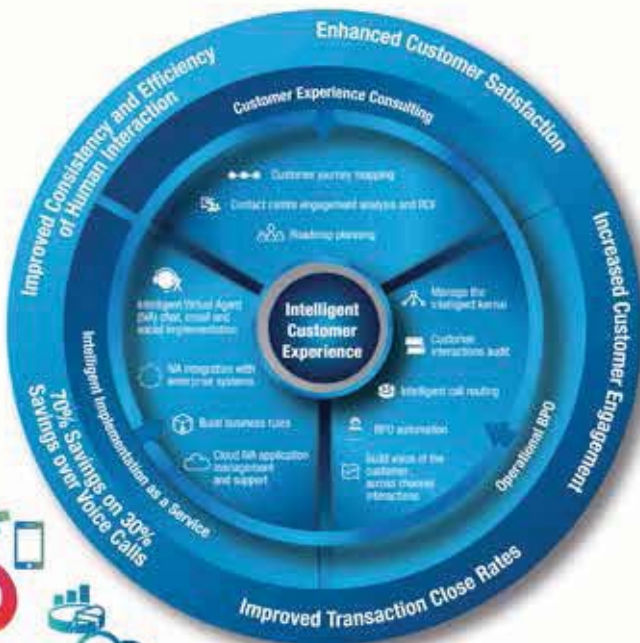 Enhanced Customer Satisfaction
Improved Consistency and Efficiency
of Human Interaction
Customer Experience Consulting
Customer journey mapping
Contact centre engagement analysis and ROI
Roadmap planning
Increased Customer Engagement
Intelligent
Customer
Experience
Intelligent Virtual Agent
(IVA) chat, email and
social implementation
Manage the
intelligent kernel
Customer
interactions audit
IVA integration with
enterprise systems
Intelligent call routing
Build business rules
BPO automation
Cloud IVA application
management
and support
Build voice of the
customer
across channel
interactions
Intelligent Implementation as a Service
Operational BPO
70% Savings on 30%
Savings over Voice Calls
Improved Transaction Close Rates